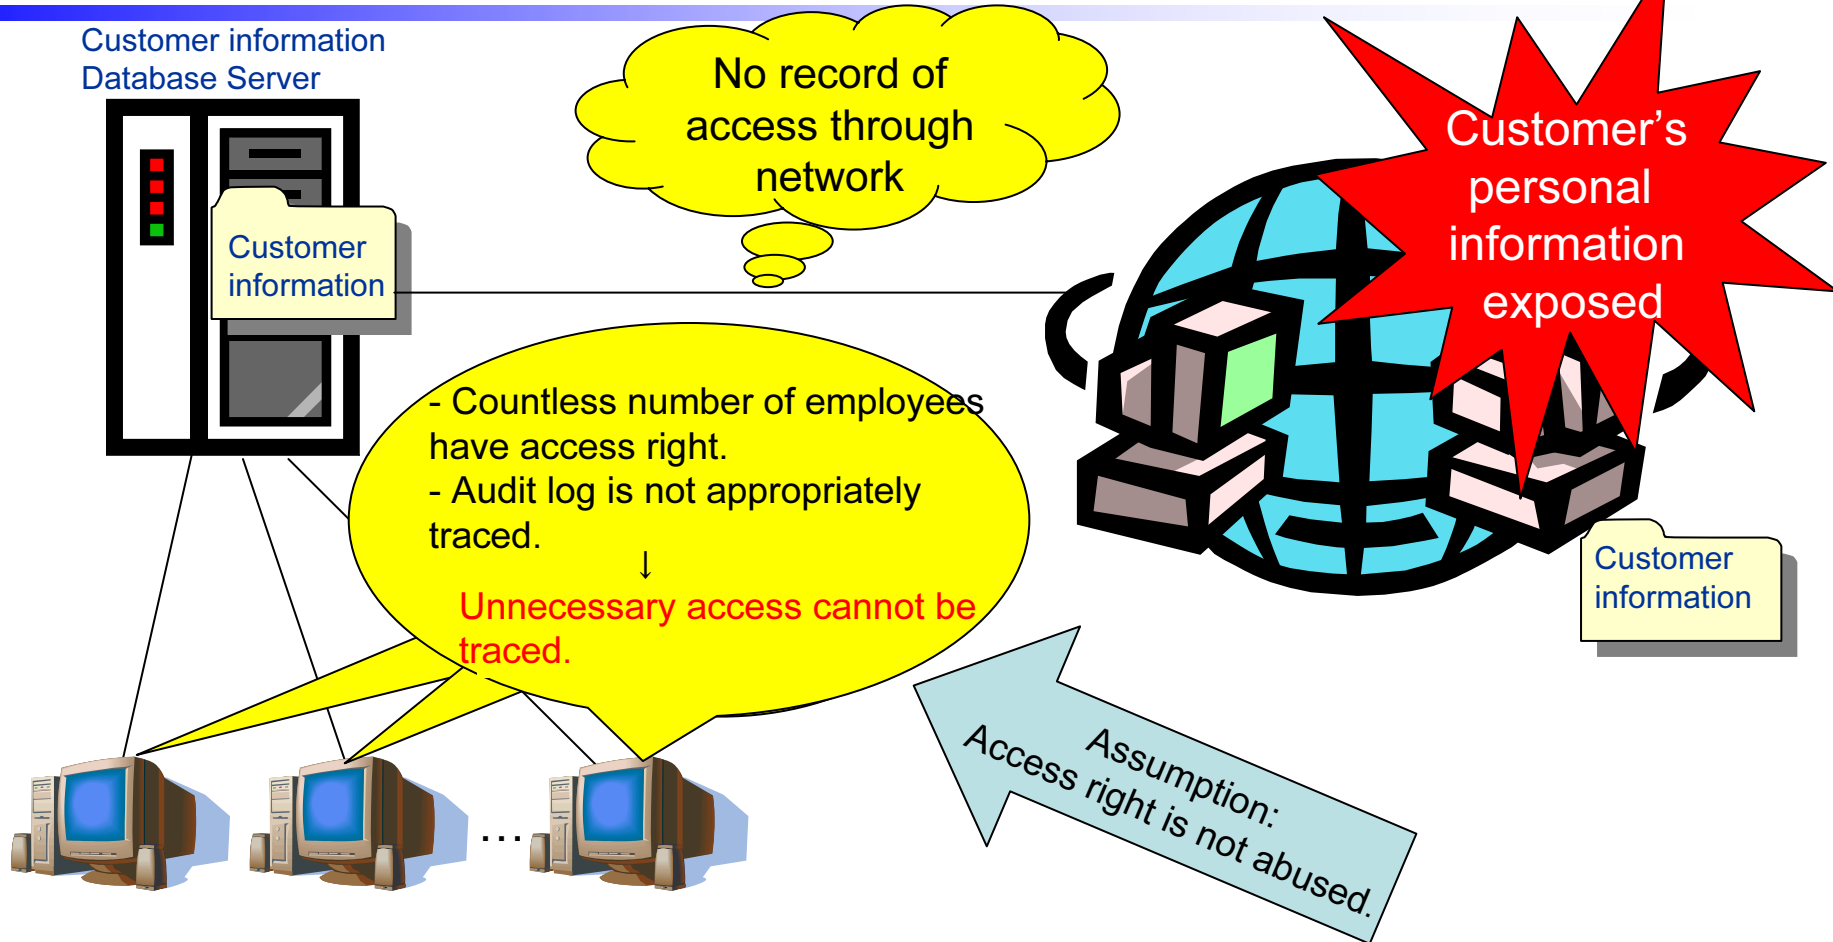 Customer information
Database Server
No record of
access through
network
Customer’s
personal
information
exposed
Customer
information
- Countless number of employees
have access right.
- Audit log is not appropriately
traced.
↓
Unnecessary access cannot be
traced.
Customer
information
Assumption:
Access right is not abused.
…